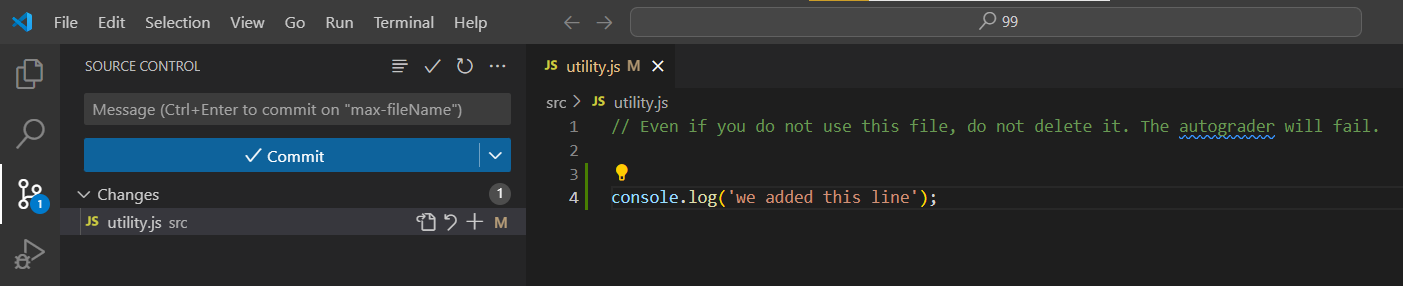 File Edit Selection View Go Run Terminal Help
99
SOURCE CONTROL
Message (Ctrl+Enter to commit on "max-fileName")
Commit
Changes 1
JS utility.js src M
1
JS utility.js M
src > JS utility.js
1 // Even if you do not use this file, do not delete it. The autograder will fail.
2
3
4 console.log('we added this line');